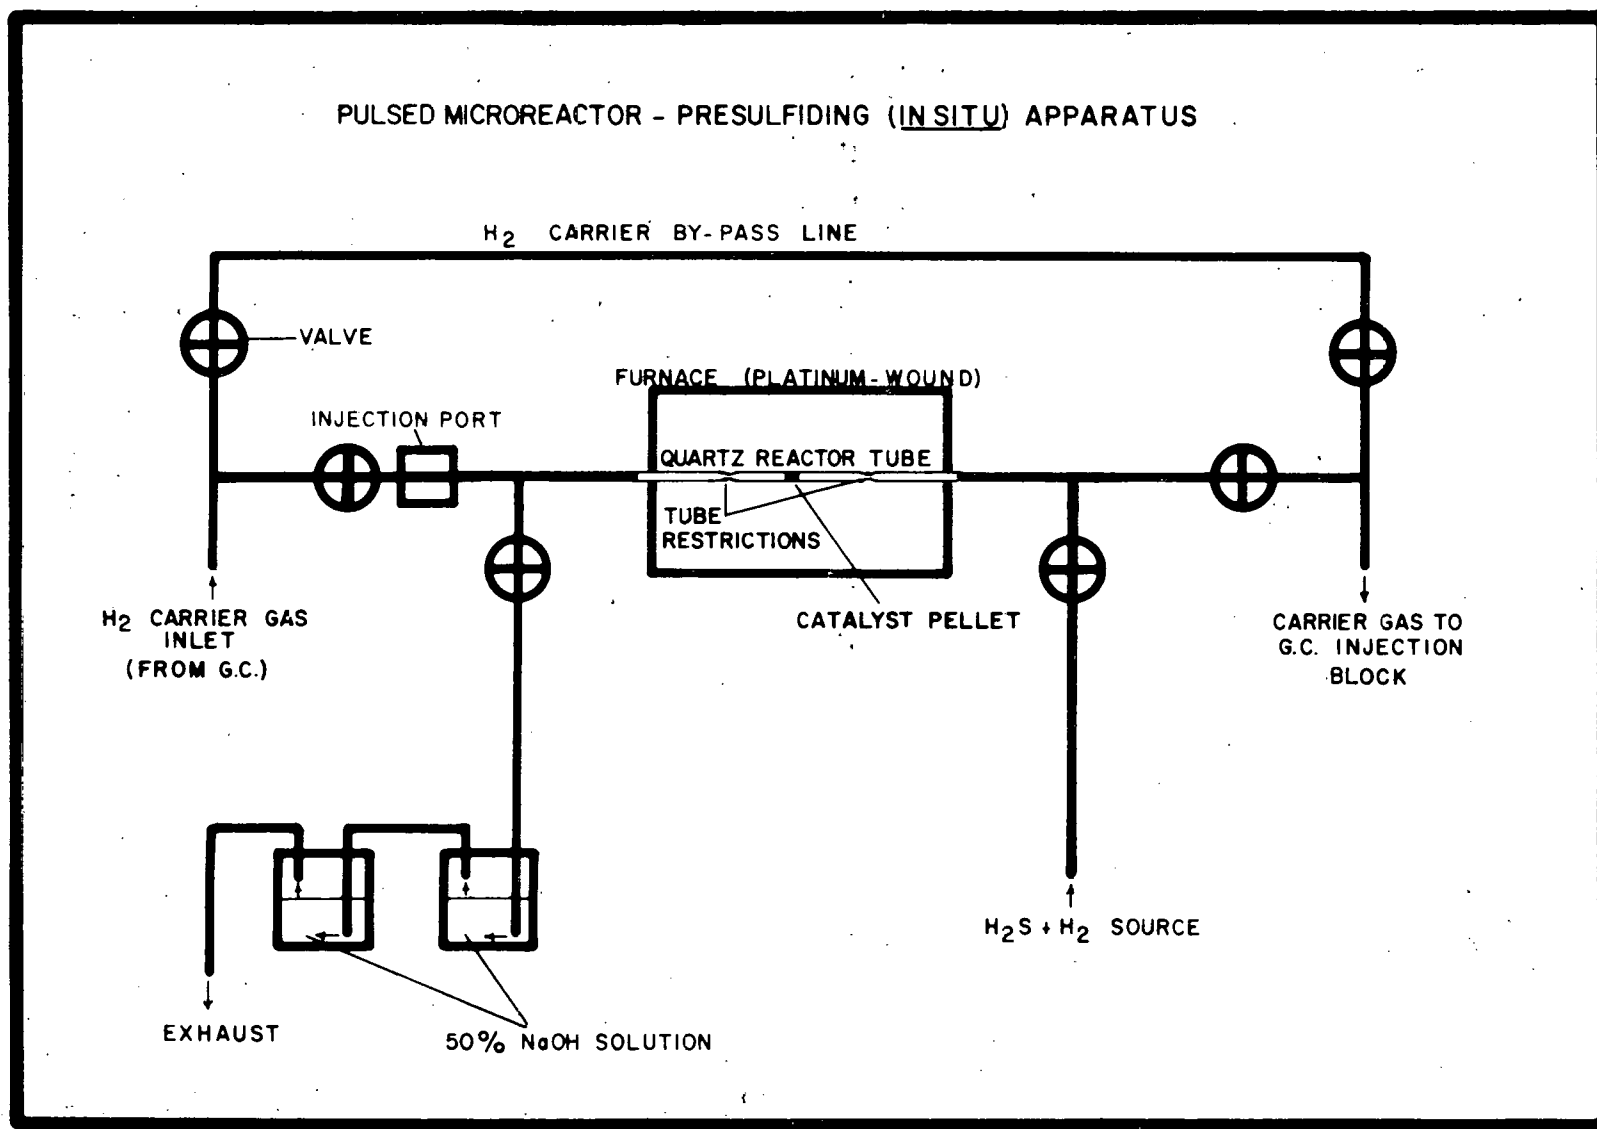 PULSED MICROREACTOR - PRESULFIDING (IN SITU) APPARATUS
H2 CARRIER BY-PASS LINE
VALVE
FURNACE (PLATINUM-WOUND)
INJECTION PORT
QUARTZ REACTOR TUBE
TUBE
RESTRICTIONS
H2 CARRIER GAS
INLET
(FROM G.C.)
CATALYST PELLET
CARRIER GAS TO
G.C. INJECTION
BLOCK
H2S + H2 SOURCE
EXHAUST
50% NaOH SOLUTION